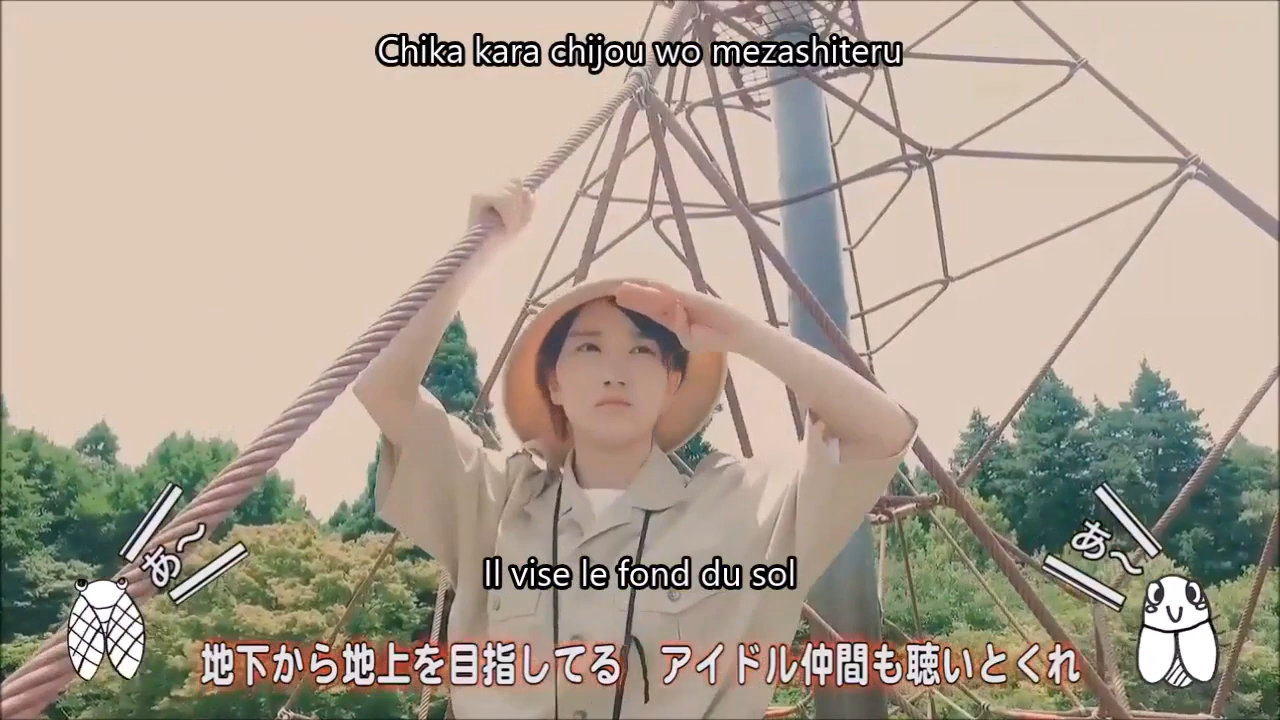 Chika kara chijou wo mezashiteru
あ～
あ～
Il vise le fond du sol
地下から地上を目指してる　アイドル仲間も聴いとくれ